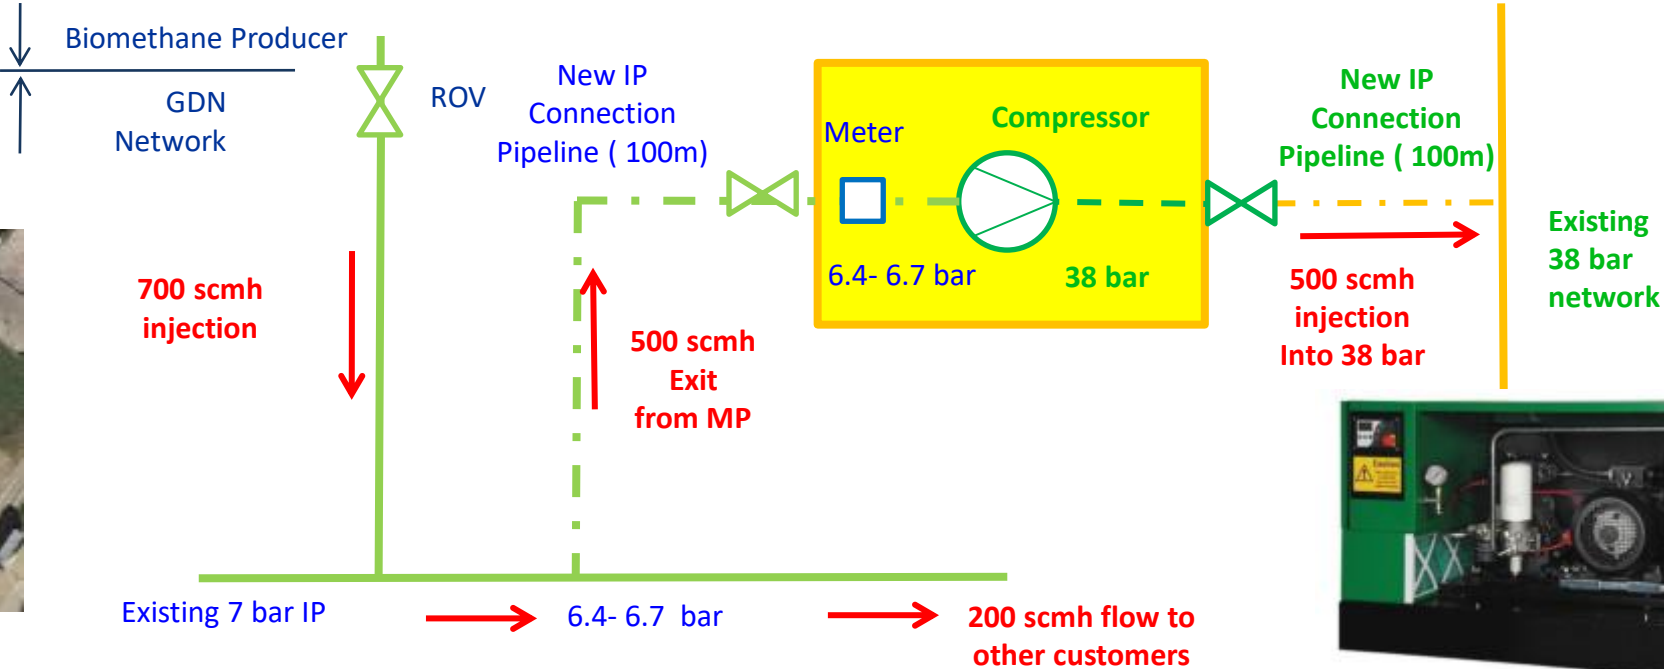 Biomethane Producer
GDN
Network
ROV
New IP
Connection
Pipeline ( 100m)
Meter
Compressor
6.4- 6.7 bar
38 bar
New IP
Connection
Pipeline ( 100m)
Existing
38 bar
network
700 scmh
injection
500 scmh
Exit
from MP
500 scmh
injection
Into 38 bar
Existing 7 bar IP
6.4- 6.7  bar
200 scmh flow to
other customers